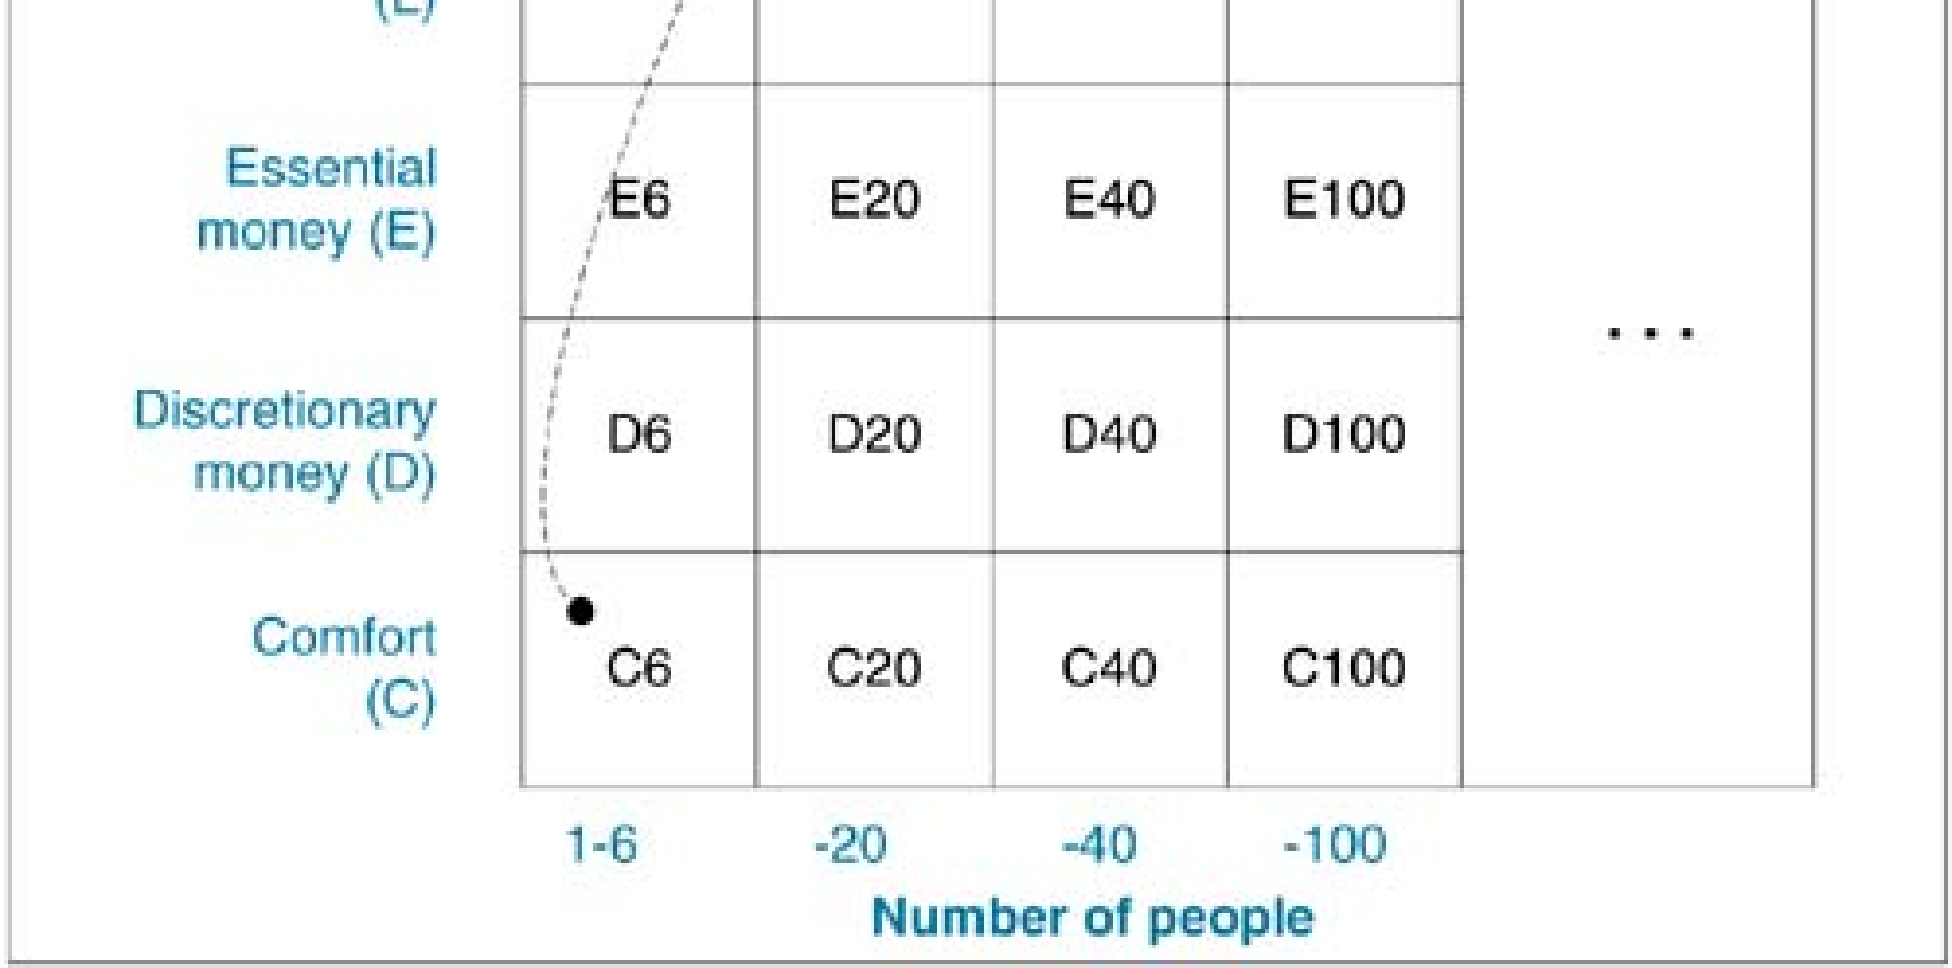 (L)
Essential
money (E)
E6 E20 E40 E100
Discretionary
money (D)
D6 D20 D40 D100
. . .
Comfort
(C)
C6 C20 C40 C100
1-6 -20 -40 -100
Number of people